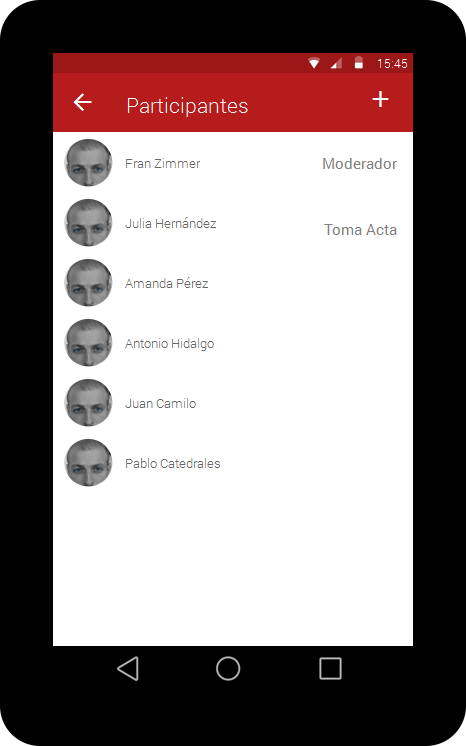 15:45
Participantes
Fran Zimmer Moderador
Julia Hernández Toma Acta
Amanda Pérez
Antonio Hidalgo
Juan Camilo
Pablo Catedrales